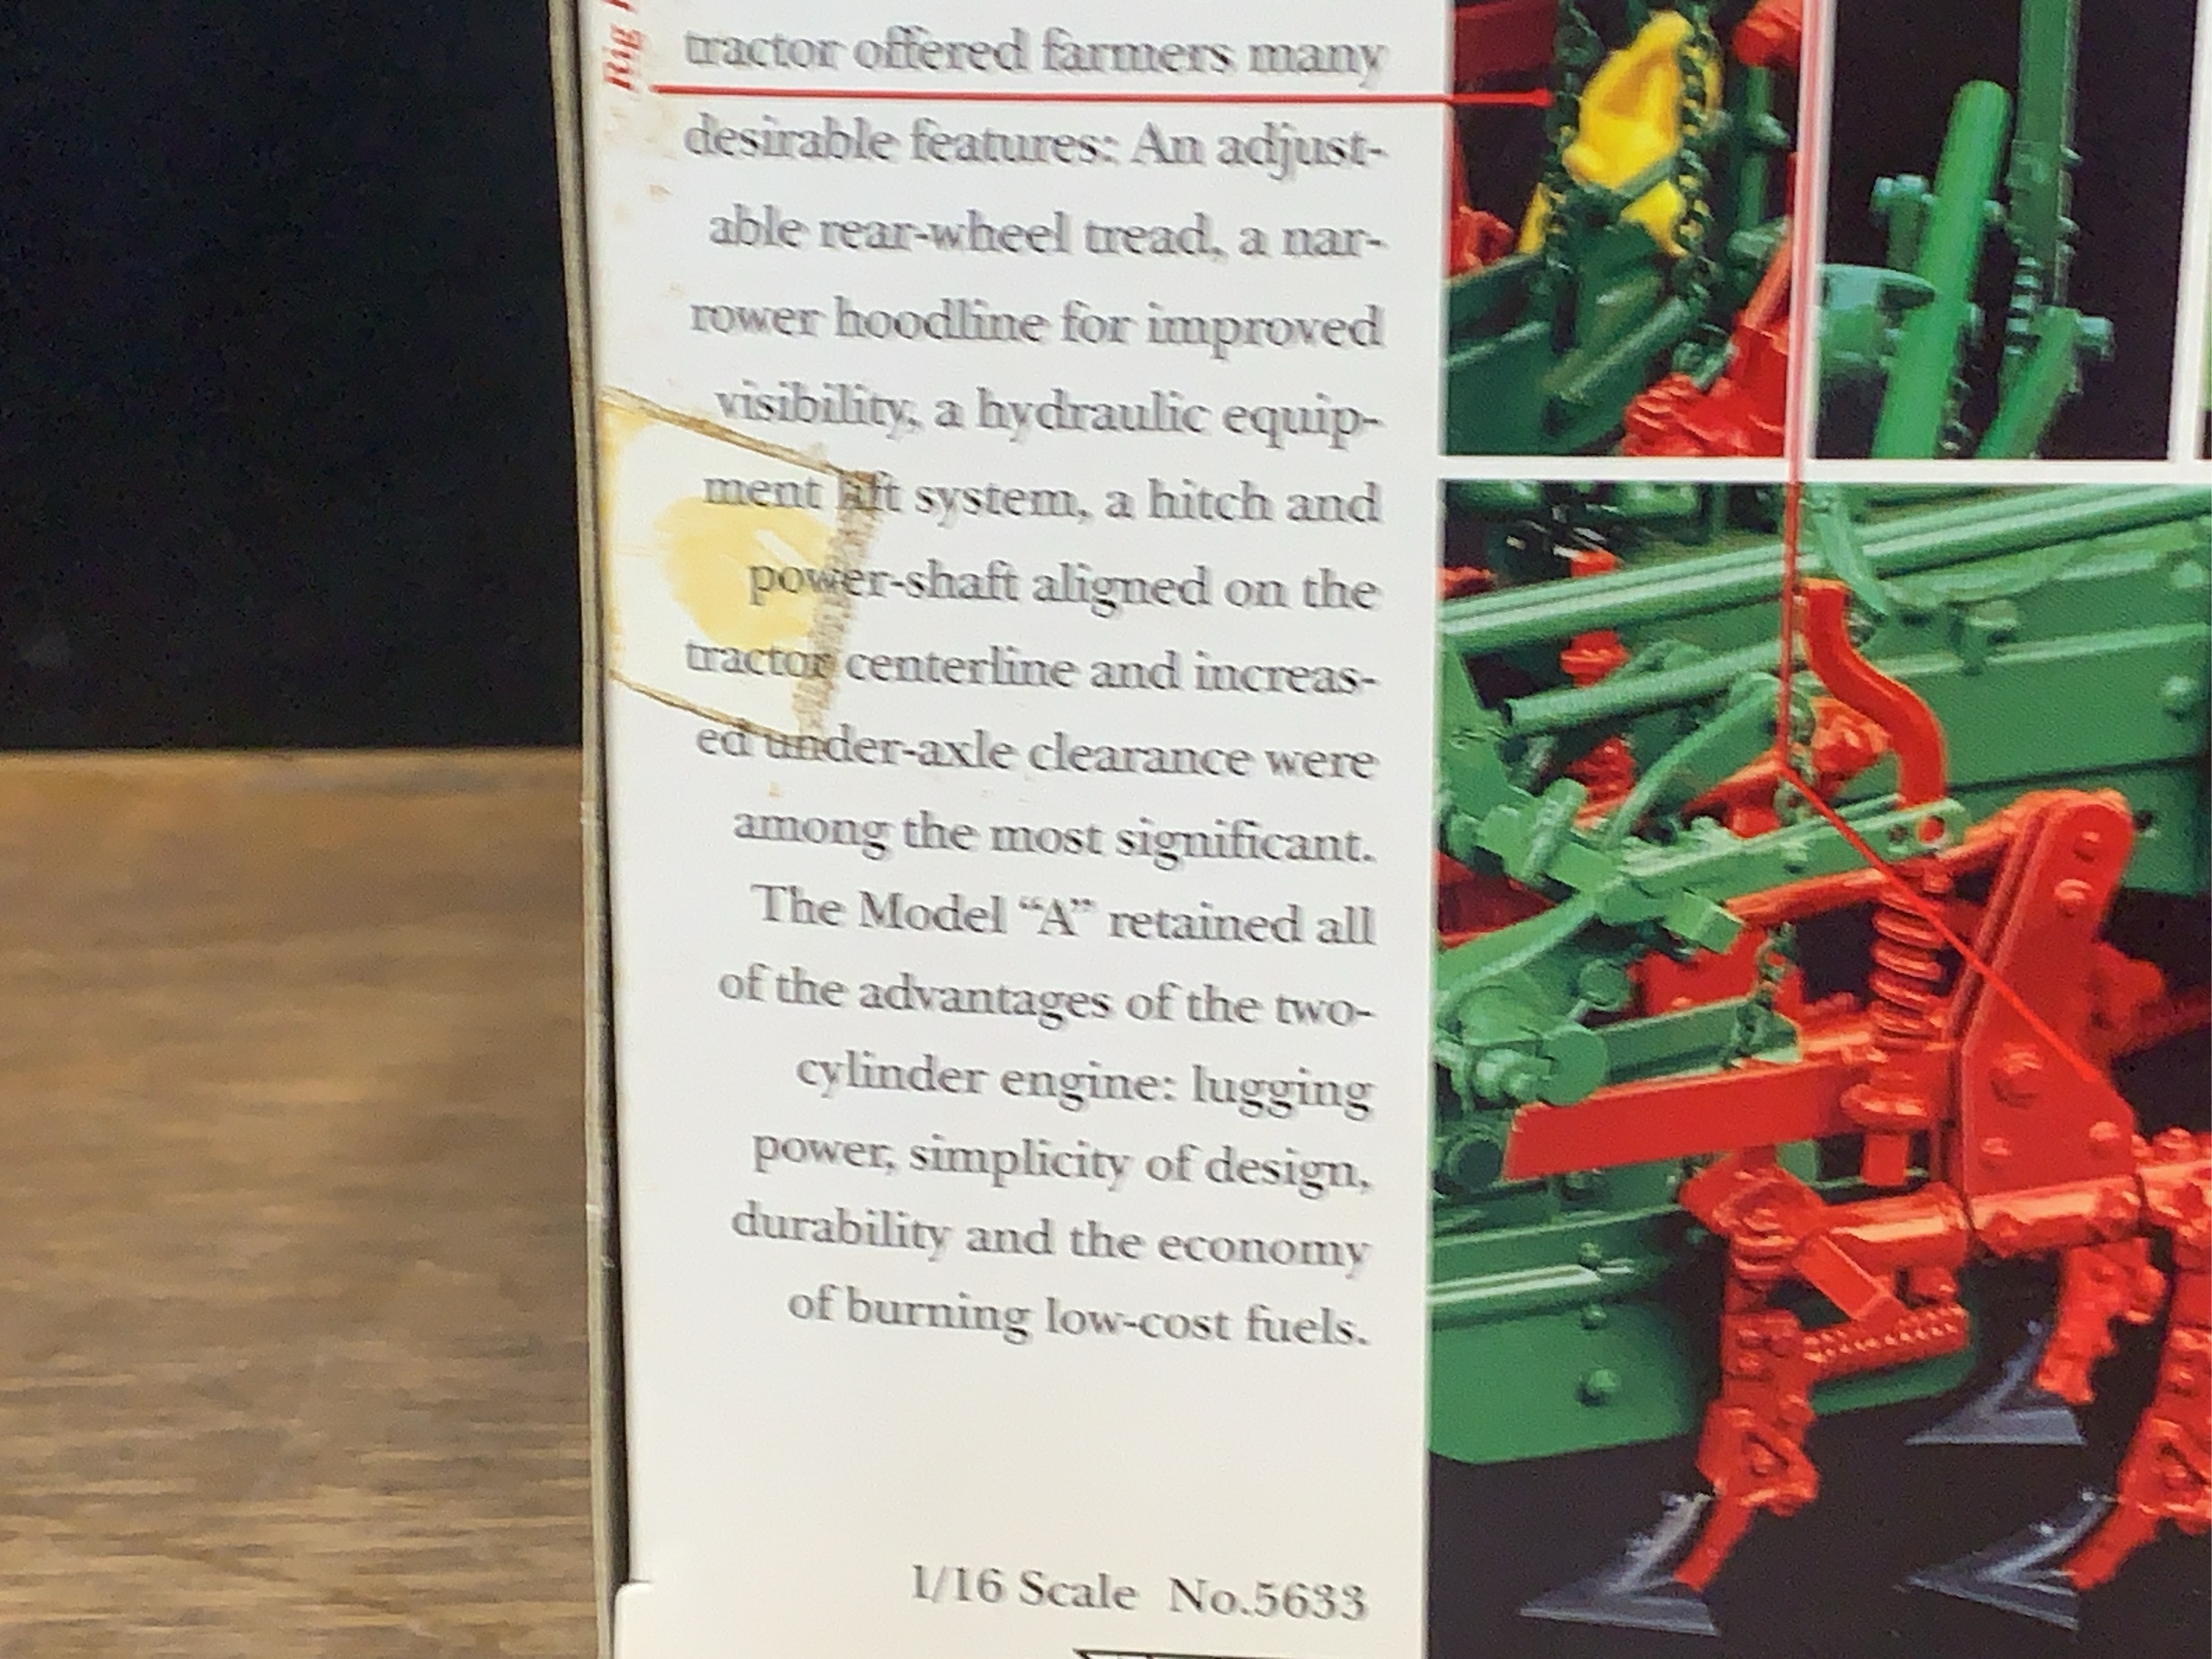 Big
tractor offered farmers many
desirable features: An adjust-
able rear-wheel tread, a nar-
rower hoodline for improved
visibility, a hydraulic equip-
ment lift system, a hitch and
power-shaft aligned on the
tractor centerline and increas-
ed under-axle clearance were
among the most significant.
The Model “A” retained all
of the advantages of the two-
cylinder engine: lugging
power, simplicity of design,
durability and the economy
of burning low-cost fuels.
1/16 Scale No.5633